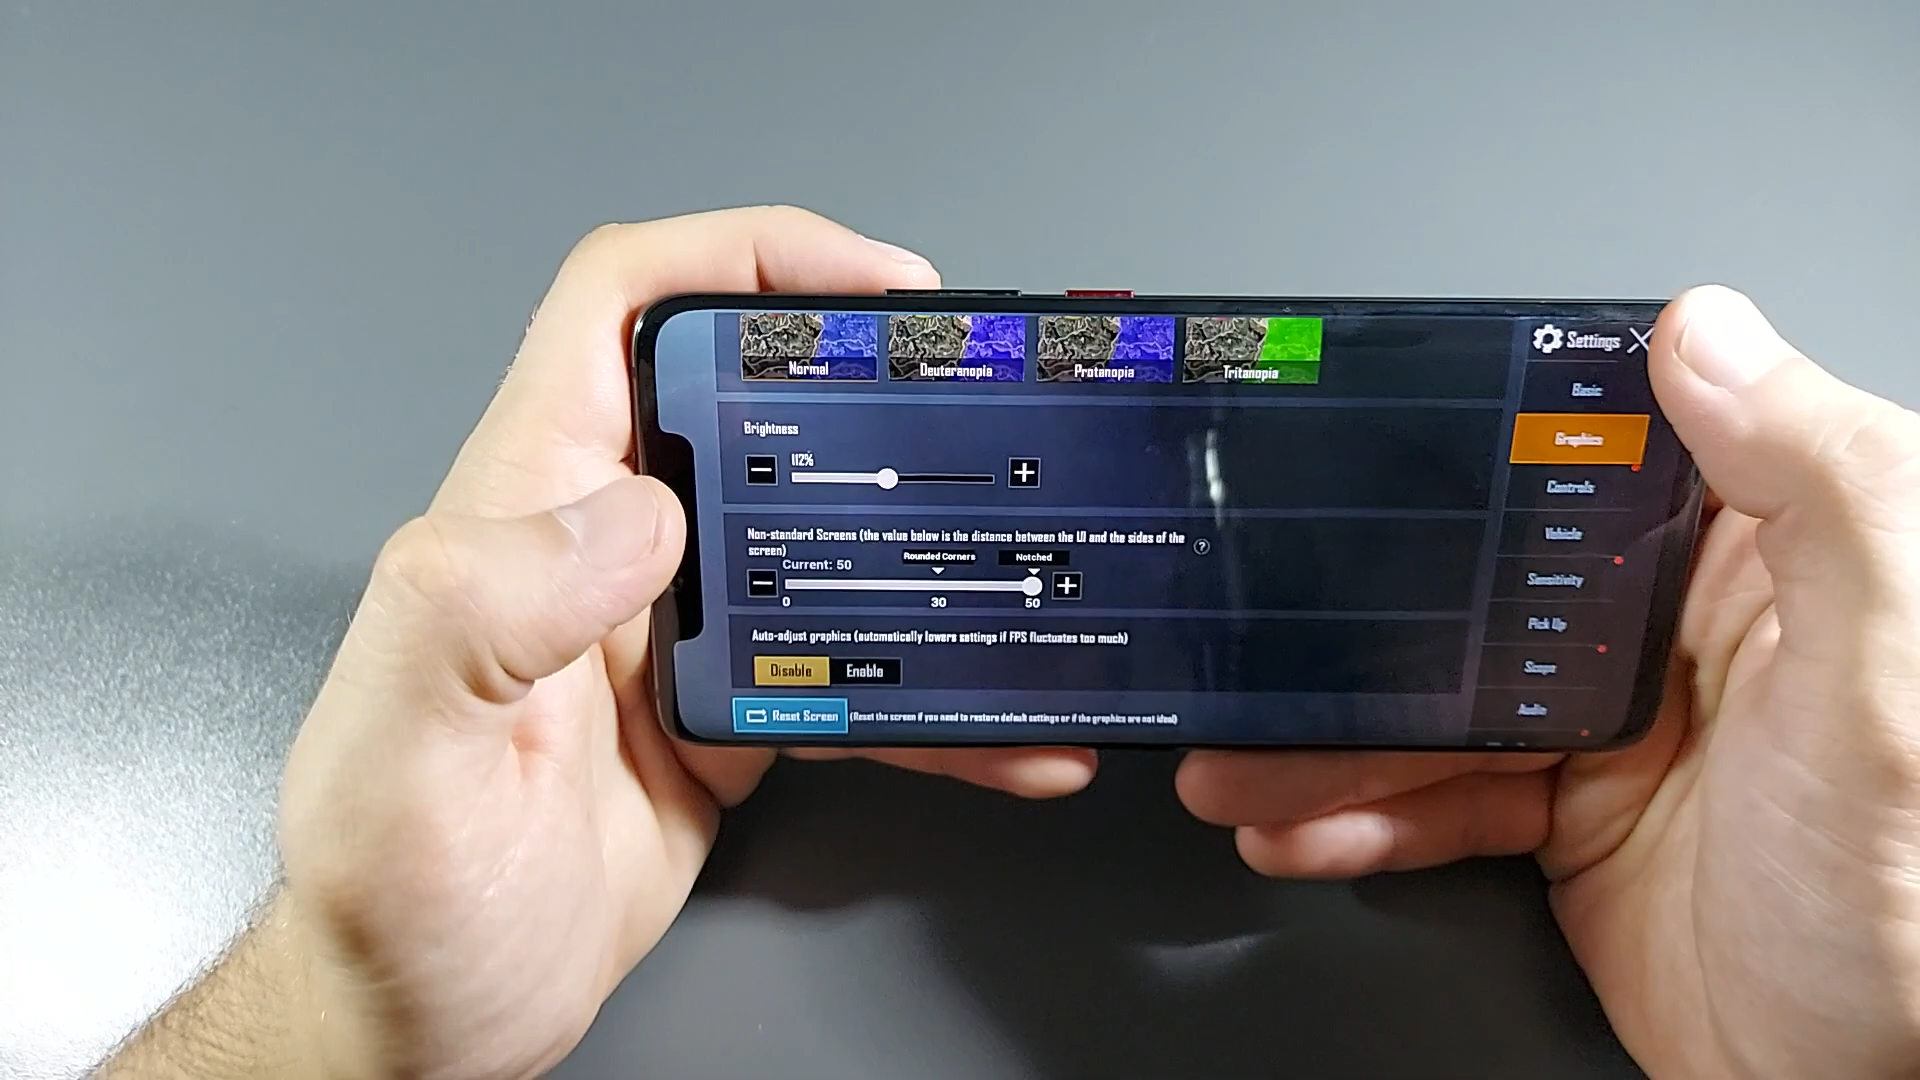 Normal
Deuteranopia
Protanopia
Tritanopia
Brightness
112%
Non-standard Screens (the value below is the distance between the UI and the sides of the
screen)
?
Rounded Corners
Notched
Current: 50
0
30
50
Auto-adjust graphics (automatically lowers settings if FPS fluctuates too much)
Disable
Enable
Reset Screen
(Reset the screen if you need to restore default settings or if the graphics are not ideal)
Settings
Basic
Graphics
Controls
Vehicle
Sensitivity
Pick Up
Scope
Audio